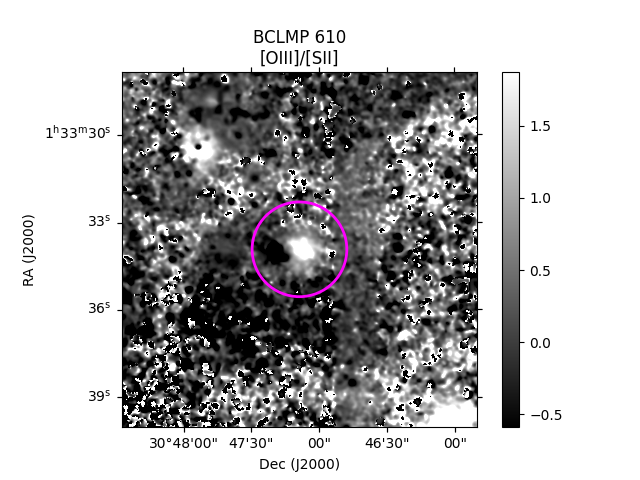 BCLMP 610
[OIII]/[SII]
1ʰ33ᵐ30ˢ
33ˢ
36ˢ
39ˢ
RA (J2000)
30°48'00"
47'30"
00"
46'30"
00"
Dec (J2000)
1.5
1.0
0.5
0.0
−0.5